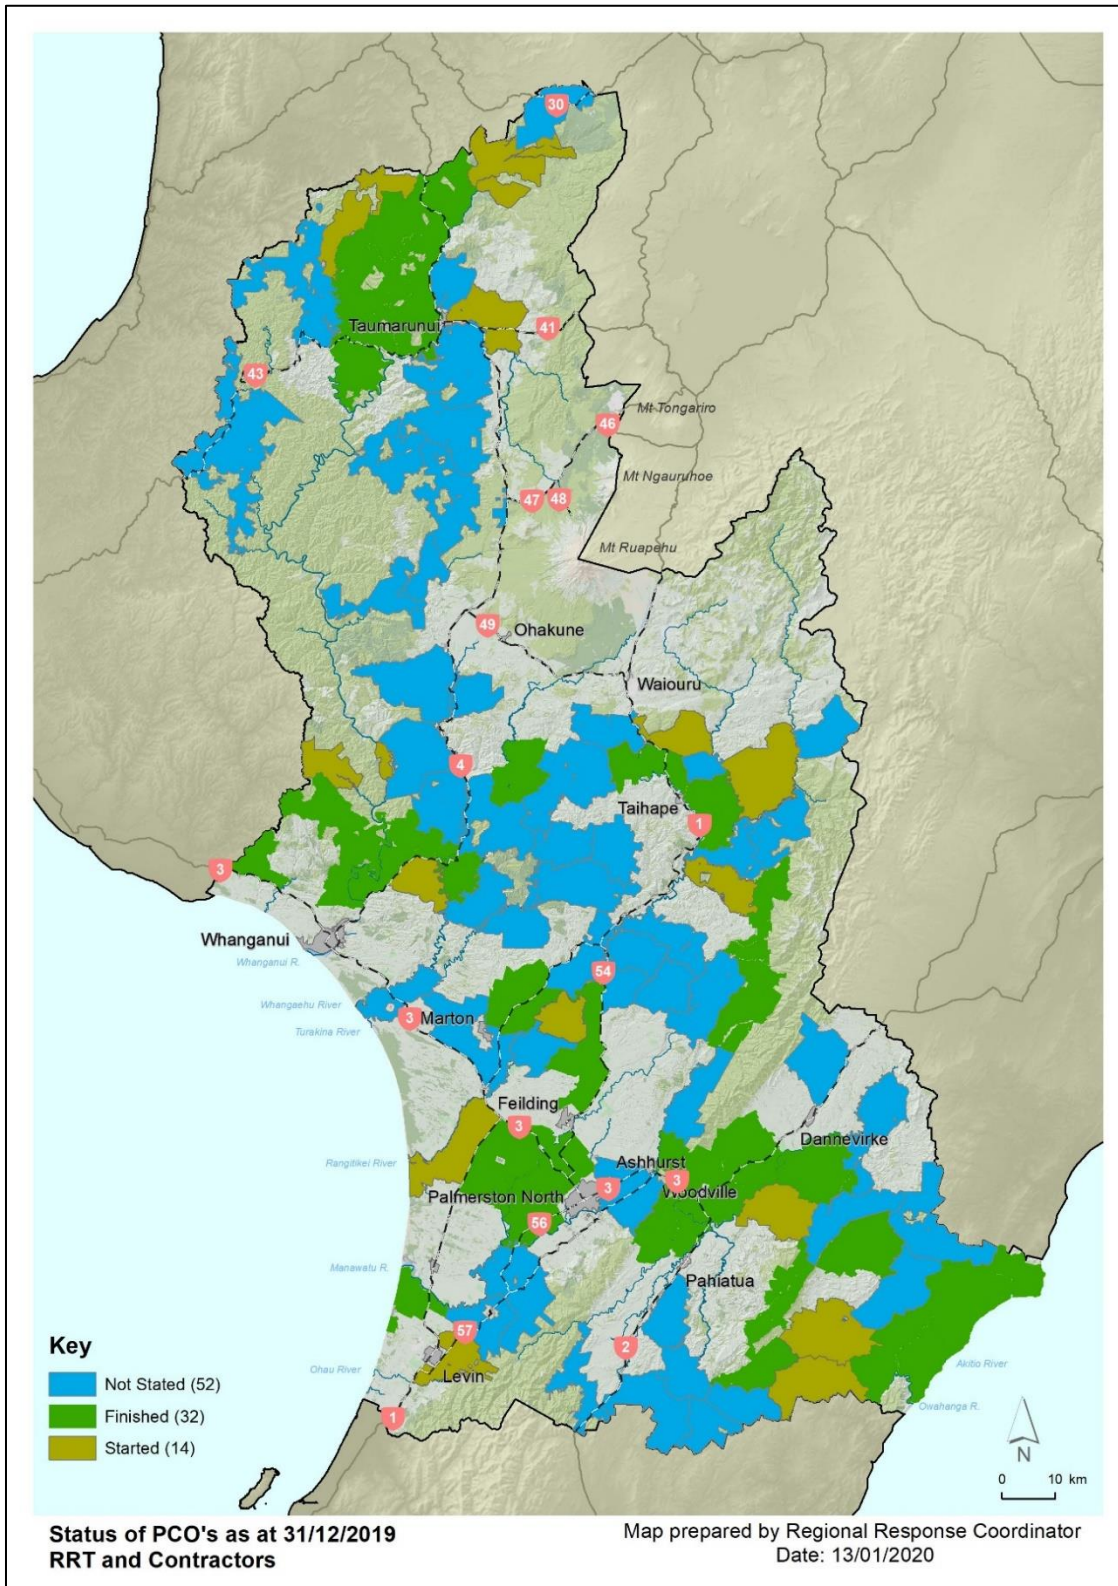 30
Taumarunui
41
43
46
Mt Tongariro
Mt Ngauruhoe
47
48
Mt Ruapehu
49
Ohakune
Waiouru
4
Taihape
1
3
Whanganui
Whanganui R.
54
Whangaehu River
3
Marton
Turakina River
Feilding
3
Dannevirke
Rangitikei River
Ashhurst
3
3
Woodville
Palmerston North
56
Manawatu R.
Pahiatua
Key
57
2
Not Stated (52)
Ohau River
Levin
Akitio River
Finished (32)
1
Owahanga R.
Started (14)
N
0 10 km
Status of PCO's as at 31/12/2019
RRT and Contractors
Map prepared by Regional Response Coordinator
Date: 13/01/2020